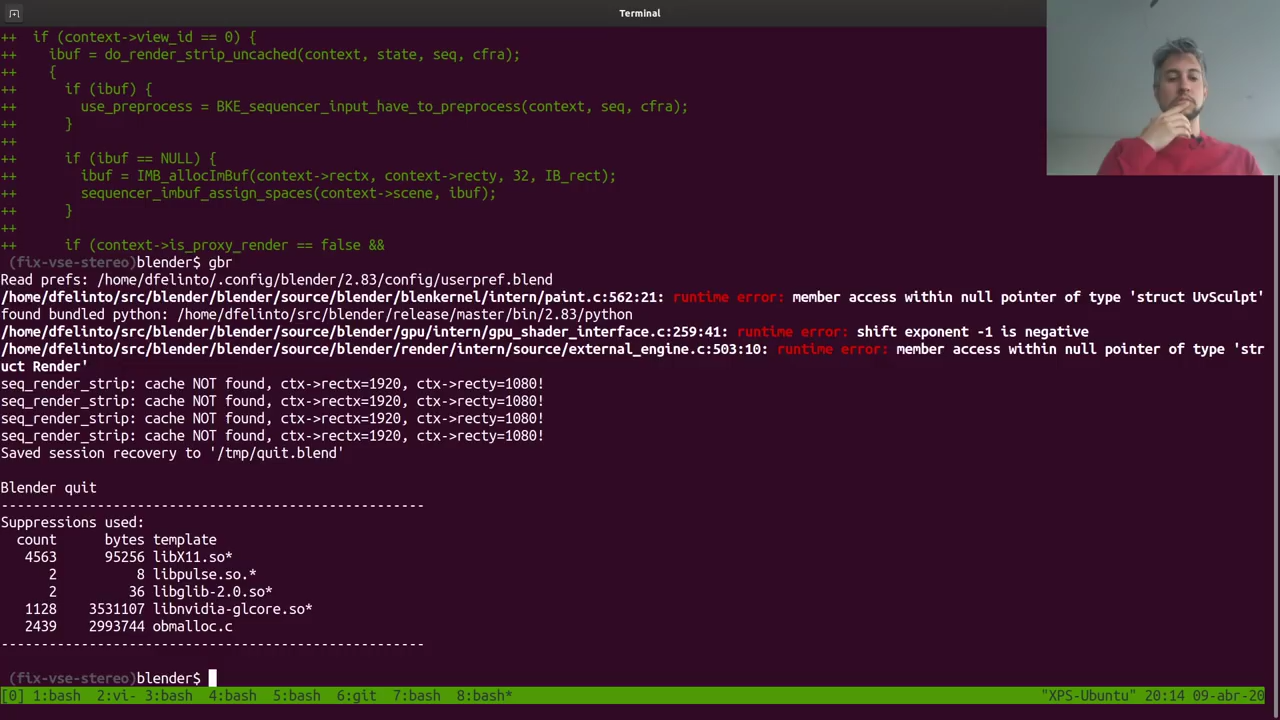 Terminal
++  if (context->view_id == 0) {
++    ibuf = do_render_strip_uncached(context, state, seq, cfra);
++    {
++      if (ibuf) {
++        use_preprocess = BKE_sequencer_input_have_to_preprocess(context, seq, cfra);
++      }
++
++      if (ibuf == NULL) {
++        ibuf = IMB_allocImBuf(context->rectx, context->recty, 32, IB_rect);
++        sequencer_imbuf_assign_spaces(context->scene, ibuf);
++      }
++
++      if (context->is_proxy_render == false &&
(fix-vse-stereo)blender$ gbr
Read prefs: /home/dfelinto/.config/blender/2.83/config/userpref.blend
/home/dfelinto/src/blender/blender/source/blender/blenkernel/intern/paint.c:562:21: runtime error: member access within null pointer of type 'struct UvSculpt'
found bundled python: /home/dfelinto/src/blender/release/master/bin/2.83/python
/home/dfelinto/src/blender/blender/source/blender/gpu/intern/gpu_shader_interface.c:259:41: runtime error: shift exponent -1 is negative
/home/dfelinto/src/blender/blender/source/blender/render/intern/source/external_engine.c:503:10: runtime error: member access within null pointer of type 'str
uct Render'
seq_render_strip: cache NOT found, ctx->rectx=1920, ctx->recty=1080!
seq_render_strip: cache NOT found, ctx->rectx=1920, ctx->recty=1080!
seq_render_strip: cache NOT found, ctx->rectx=1920, ctx->recty=1080!
seq_render_strip: cache NOT found, ctx->rectx=1920, ctx->recty=1080!
Saved session recovery to '/tmp/quit.blend'
Blender quit
-----------------------------------------------------
Suppressions used:
  count      bytes template
   4563      95256 libX11.so*
      2          8 libpulse.so.*
      2         36 libglib-2.0.so*
   1128    3531107 libnvidia-glcore.so*
   2439    2993744 obmalloc.c
-----------------------------------------------------
(fix-vse-stereo)blender$
[0] 1:bash  2:vi- 3:bash  4:bash  5:bash  6:git  7:bash  8:bash* "XPS-Ubuntu" 20:14 09-abr-20